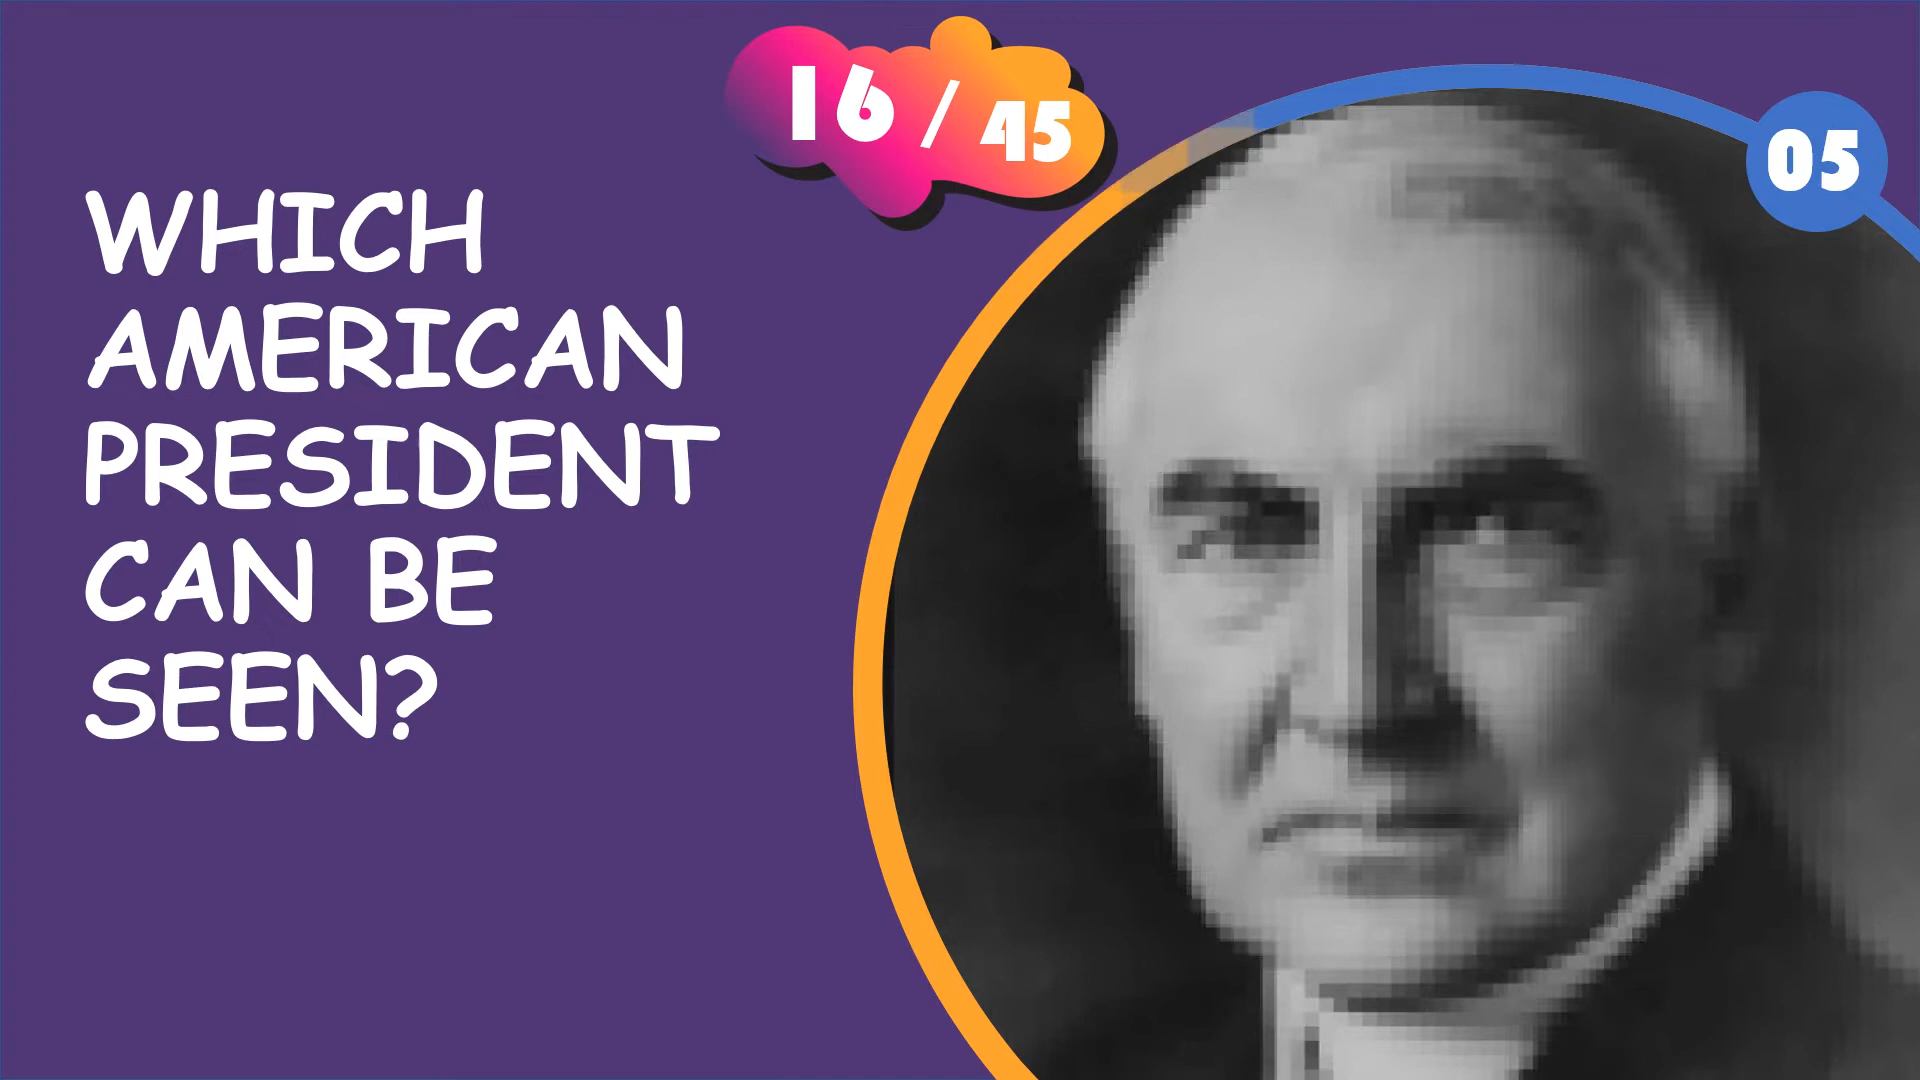 16 / 45
05
WHICH
AMERICAN
PRESIDENT
CAN BE
SEEN?